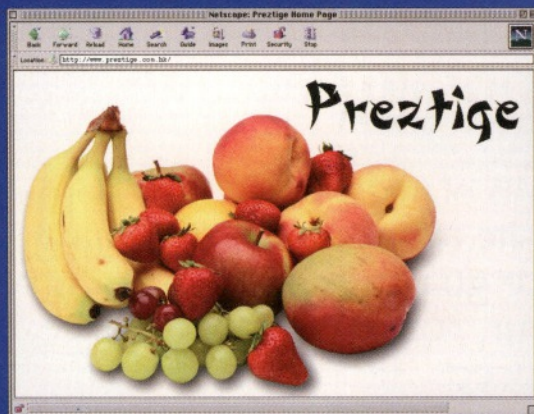 Netscape: Preztige Home Page
Back Forward Reload Home Search Guide Images Print Security Stop
N
Location: http://www.preztige.com.hk/
Preztige